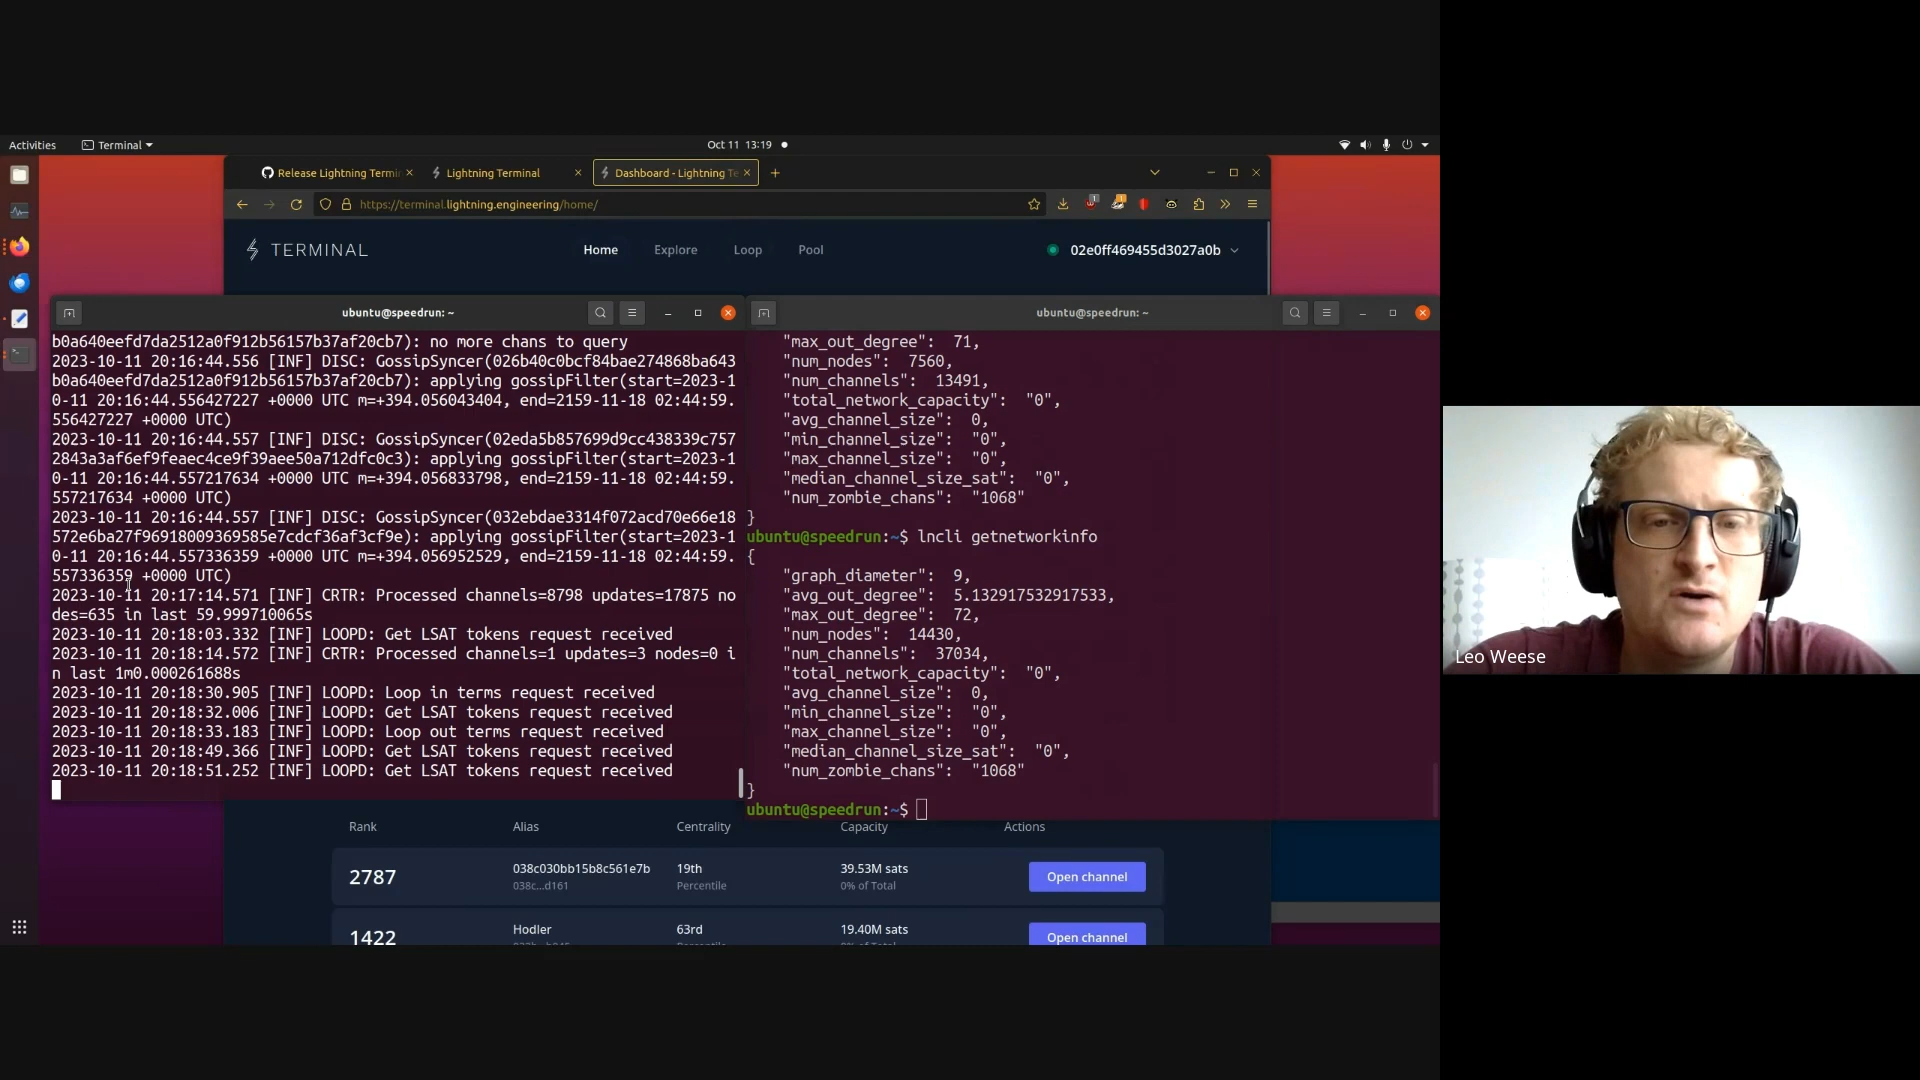 Activities
Terminal
Oct 11 13:19
Release Lightning Termi
Lightning Terminal
Dashboard - Lightning Te
https://terminal.lightning.engineering/home/
TERMINAL
Home
Explore
Loop
Pool
02e0ff469455d3027a0b
ubuntu@speedrun: ~
b0a640eefd7da2512a0f912b56157b37af20cb7): no more chans to query
2023-10-11 20:16:44.556 [INF] DISC: GossipSyncer(026b40c0bcf84bae274868ba643
b0a640eefd7da2512a0f912b56157b37af20cb7): applying gossipFilter(start=2023-1
0-11 20:16:44.556427227 +0000 UTC m=+394.056043404, end=2159-11-18 02:44:59.
556427227 +0000 UTC)
2023-10-11 20:16:44.557 [INF] DISC: GossipSyncer(02eda5b857699d9cc438339c757
2843a3af6ef9feaec4ce9f39aee50a712dfc0c3): applying gossipFilter(start=2023-1
0-11 20:16:44.557217634 +0000 UTC m=+394.056833798, end=2159-11-18 02:44:59.
557217634 +0000 UTC)
2023-10-11 20:16:44.557 [INF] DISC: GossipSyncer(032ebdae3314f072acd70e66e18
572e6ba27f96918009369585e7cdcf36af3cf9e): applying gossipFilter(start=2023-1
0-11 20:16:44.557336359 +0000 UTC m=+394.056952529, end=2159-11-18 02:44:59.
557336359 +0000 UTC)
2023-10-11 20:17:14.571 [INF] CRTR: Processed channels=8798 updates=17875 no
des=635 in last 59.999710065s
2023-10-11 20:18:03.332 [INF] LOOPD: Get LSAT tokens request received
2023-10-11 20:18:14.572 [INF] CRTR: Processed channels=1 updates=3 nodes=0 i
n last 1m0.000261688s
2023-10-11 20:18:30.905 [INF] LOOPD: Loop in terms request received
2023-10-11 20:18:32.006 [INF] LOOPD: Get LSAT tokens request received
2023-10-11 20:18:33.183 [INF] LOOPD: Loop out terms request received
2023-10-11 20:18:49.366 [INF] LOOPD: Get LSAT tokens request received
2023-10-11 20:18:51.252 [INF] LOOPD: Get LSAT tokens request received
ubuntu@speedrun: ~
"max_out_degree": 71,
"num_nodes": 7560,
"num_channels": 13491,
"total_network_capacity": "0",
"avg_channel_size": 0,
"min_channel_size": "0",
"max_channel_size": "0",
"median_channel_size_sat": "0",
"num_zombie_chans": "1068"
}
ubuntu@speedrun:~$ lncli getnetworkinfo
{
"graph_diameter": 9,
"avg_out_degree": 5.132917532917533,
"max_out_degree": 72,
"num_nodes": 14430,
"num_channels": 37034,
"total_network_capacity": "0",
"avg_channel_size": 0,
"min_channel_size": "0",
"max_channel_size": "0",
"median_channel_size_sat": "0",
"num_zombie_chans": "1068"
}
ubuntu@speedrun:~$
Rank Alias Centrality Capacity Actions
2787 038c030bb15b8c561e7b 19th 39.53M sats Open channel
038c...d161 Percentile 0% of Total
1422 Hodler 63rd 19.40M sats Open channel
Leo Weese